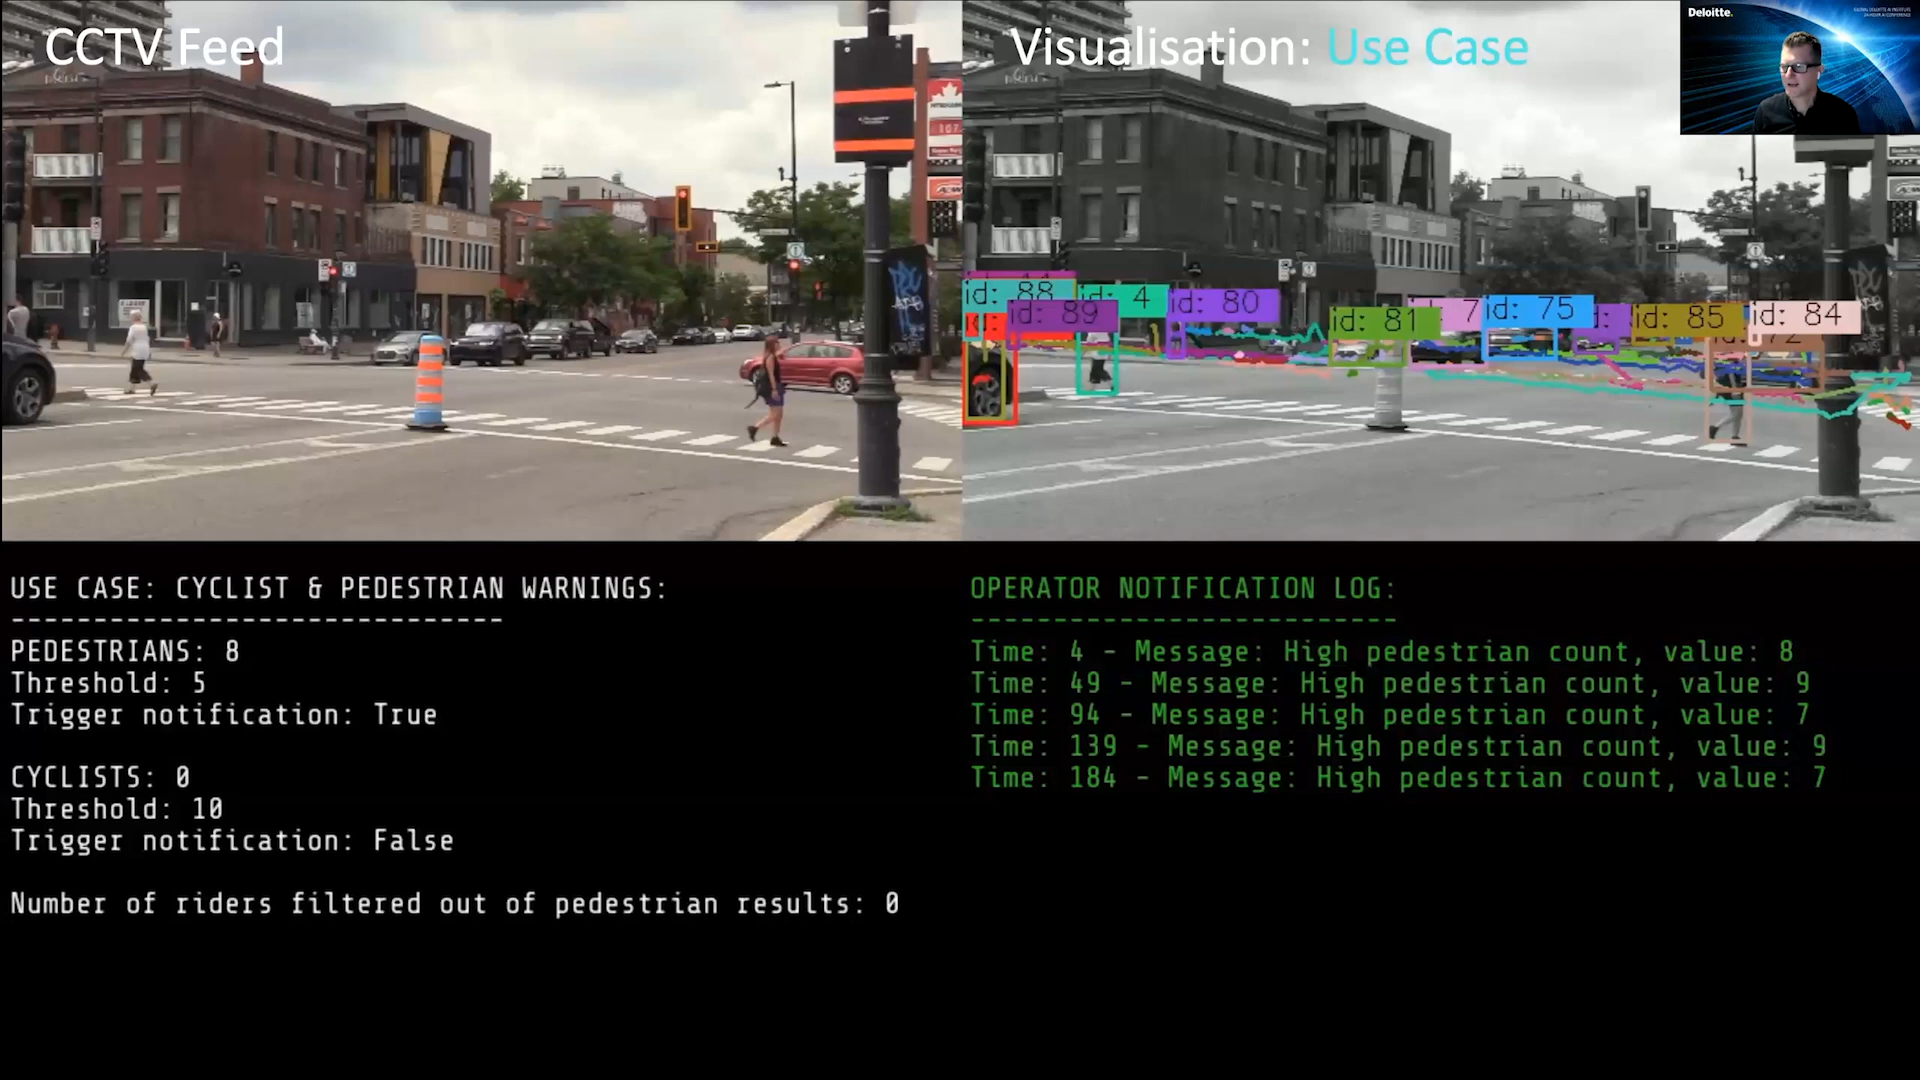 CCTV Feed
Visualisation: Use Case
Deloitte.
107
A&W
id: 88
id: 4
id: 80
id: 89
id:
id: 81
id: 75
id: 85
id: 84
72
USE CASE: CYCLIST & PEDESTRIAN WARNINGS:
------------------------------
PEDESTRIANS: 8
Threshold: 5
Trigger notification: True
CYCLISTS: 0
Threshold: 10
Trigger notification: False
Number of riders filtered out of pedestrian results: 0
OPERATOR NOTIFICATION LOG:
--------------------------
Time: 4 - Message: High pedestrian count, value: 8
Time: 49 - Message: High pedestrian count, value: 9
Time: 94 - Message: High pedestrian count, value: 7
Time: 139 - Message: High pedestrian count, value: 9
Time: 184 - Message: High pedestrian count, value: 7